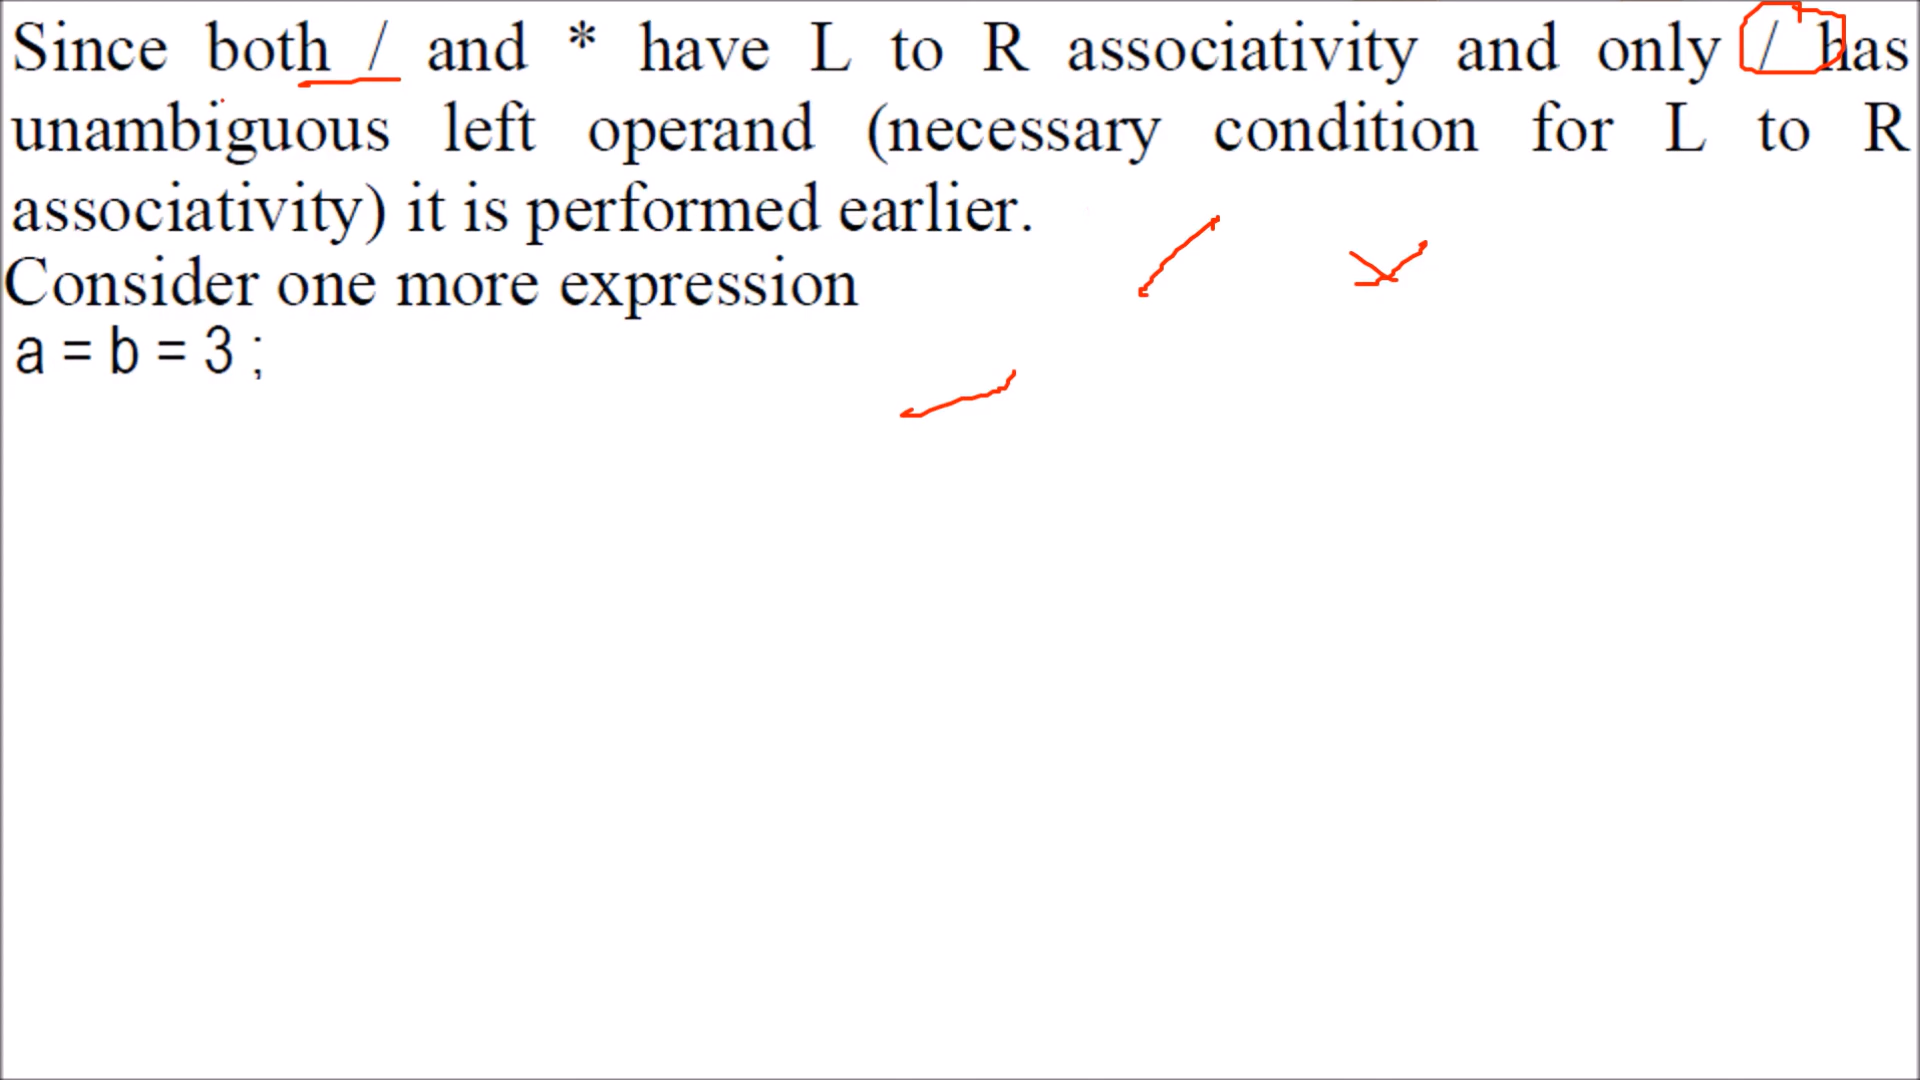 Since both / and * have L to R associativity and only / has
unambiguous left operand (necessary condition for L to R
associativity) it is performed earlier.
Consider one more expression
a = b = 3 ;